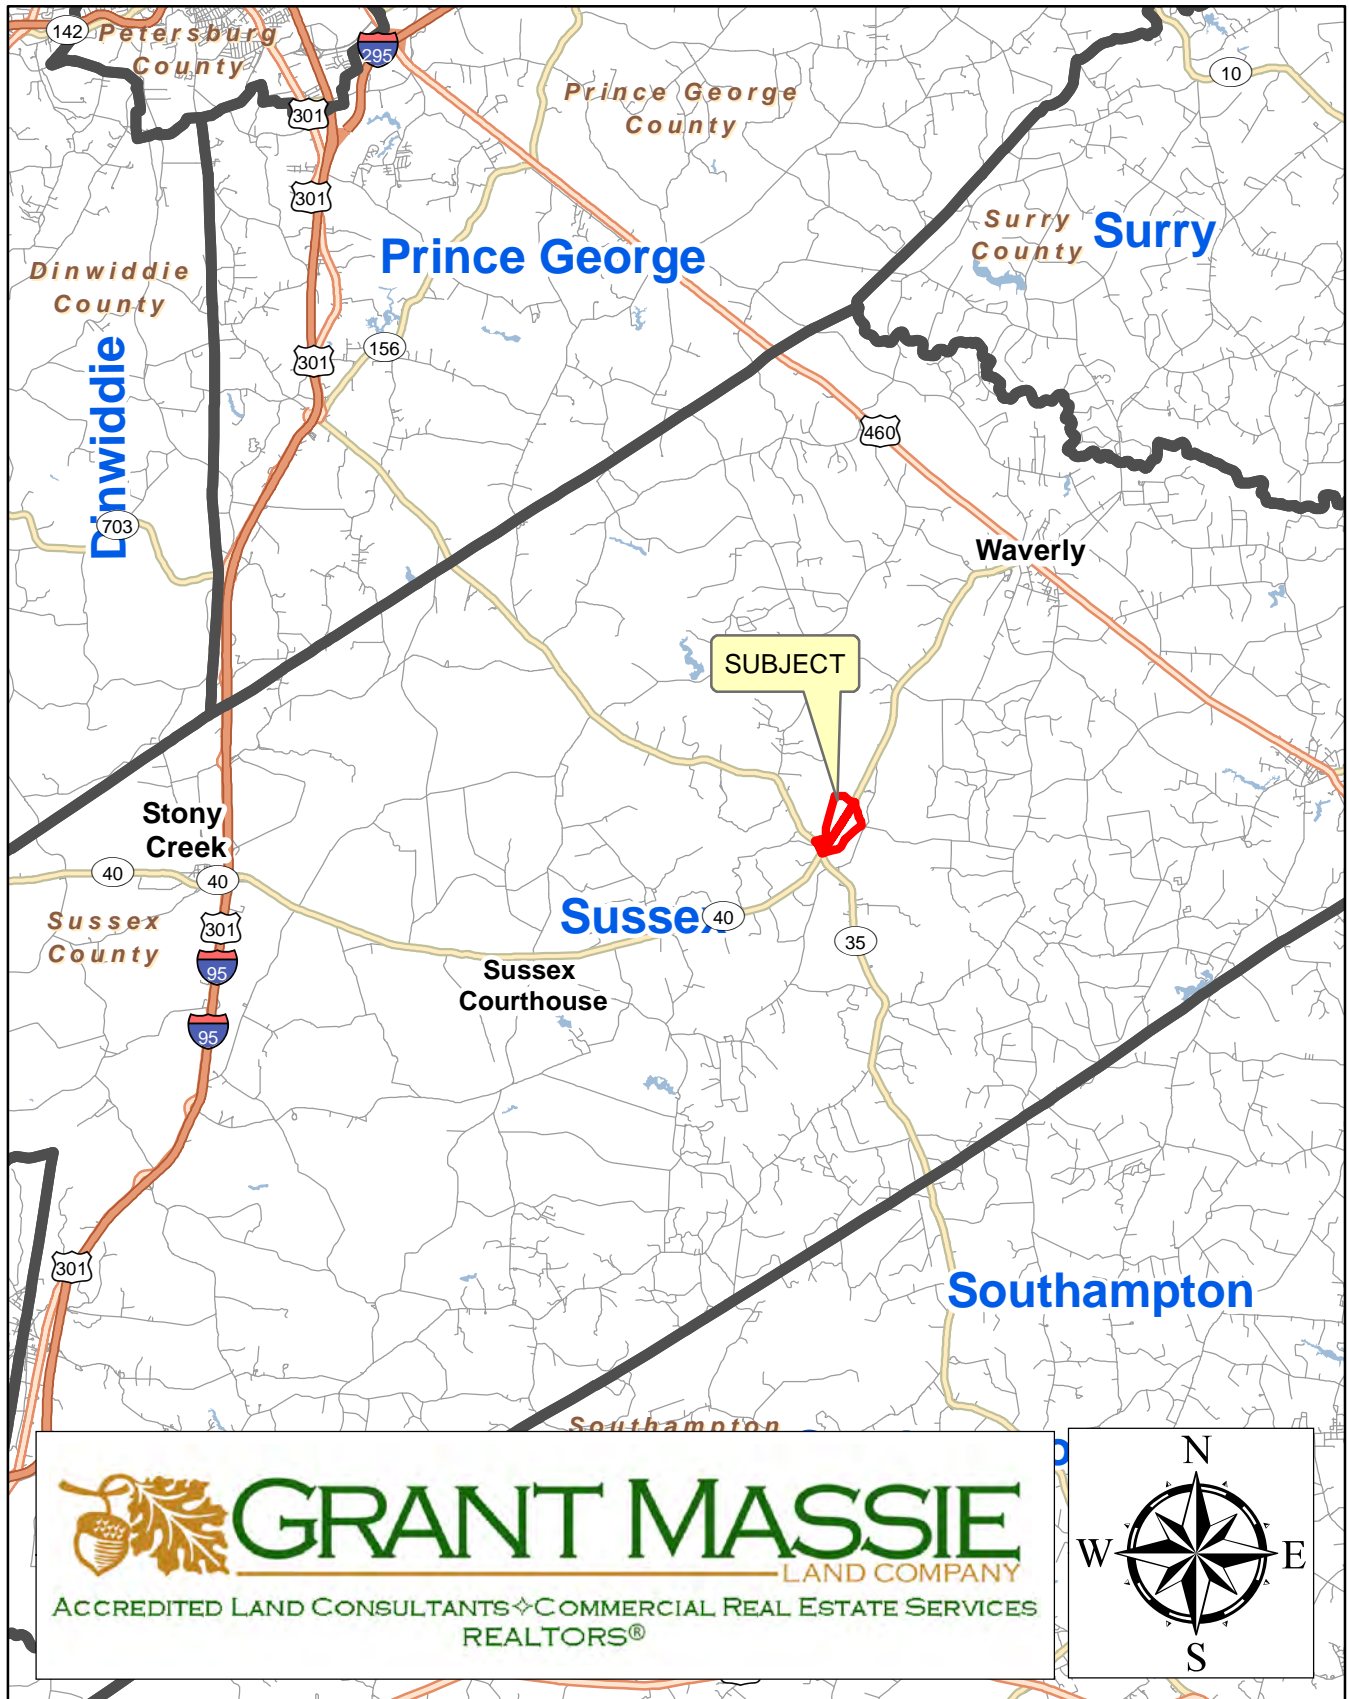 142
Petersburg
County
295
301
Prince George
County
10
301
Surry
County
Surry
Prince George
Dinwiddie
County
301
156
Dinwiddie
460
703
Waverly
SUBJECT
Stony
Creek
40
40
Sussex
County
301
Sussex
40
95
35
Sussex
Courthouse
95
301
Southampton
Southampton
GRANT MASSIE
LAND COMPANY
ACCREDITED LAND CONSULTANTS✧COMMERCIAL REAL ESTATE SERVICES
REALTORS®
N
W
E
S